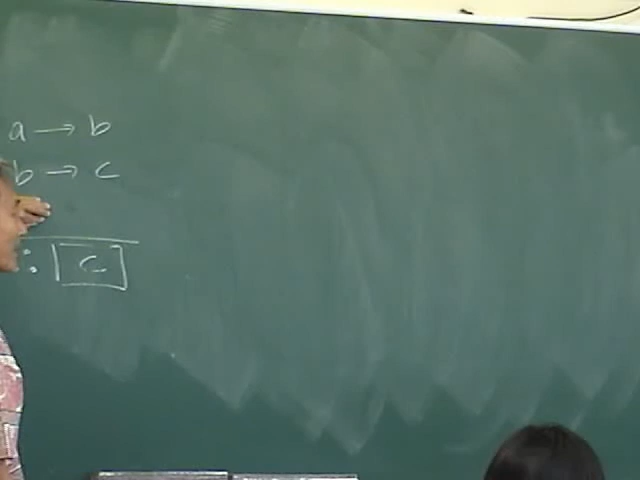 a → b
b → c
∴ c